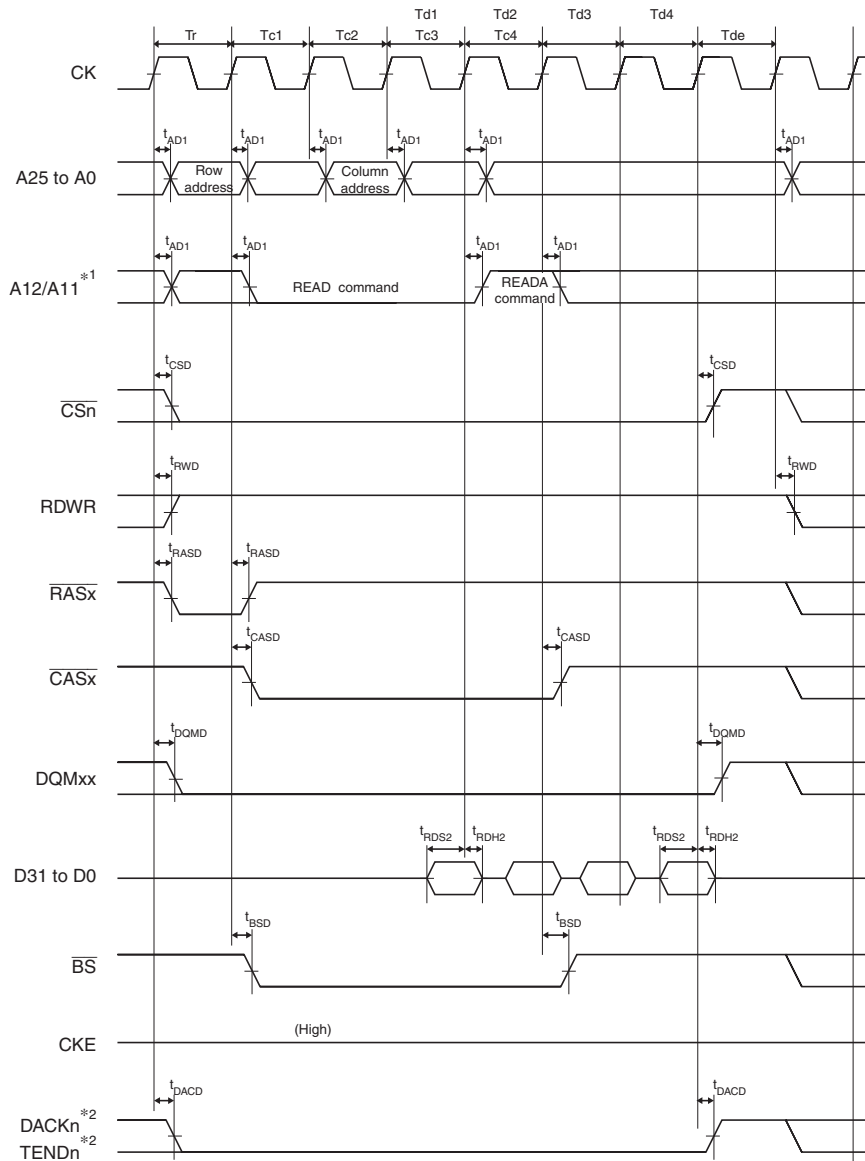 Td1 Td2 Td3 Td4
Tr Tc1 Tc2 Tc3 Tc4 Tde
CK
tAD1 tAD1 tAD1 tAD1 tAD1 tAD1
A25 to A0
Row address
Column address
tAD1 tAD1 tAD1 tAD1
A12/A11*1
READ command
READA command
tCSD tCSD
CSn
tRWD tRWD
RDWR
tRASD tRASD
RASx
tCASD tCASD
CASx
tDQMD tDQMD
DQMxx
tRDS2 tRDH2 tRDS2 tRDH2
D31 to D0
tBSD tBSD
BS
(High)
CKE
tDACD tDACD
DACKn*2
TENDn*2